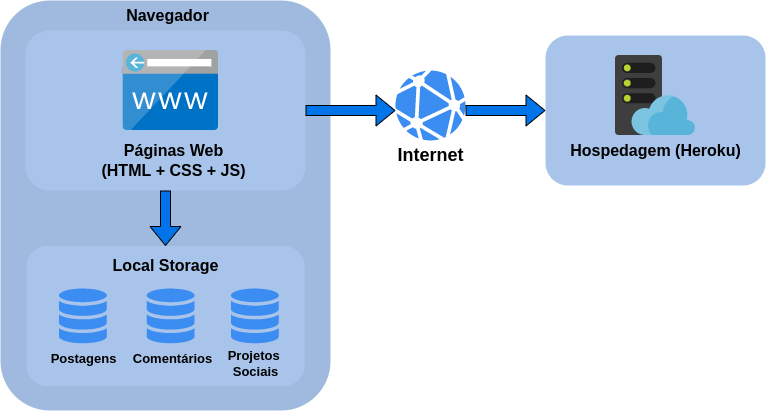 Navegador
WWW
Páginas Web
(HTML + CSS + JS)
Internet
Hospedagem (Heroku)
Local Storage
Postagens
Comentários
Projetos
Sociais